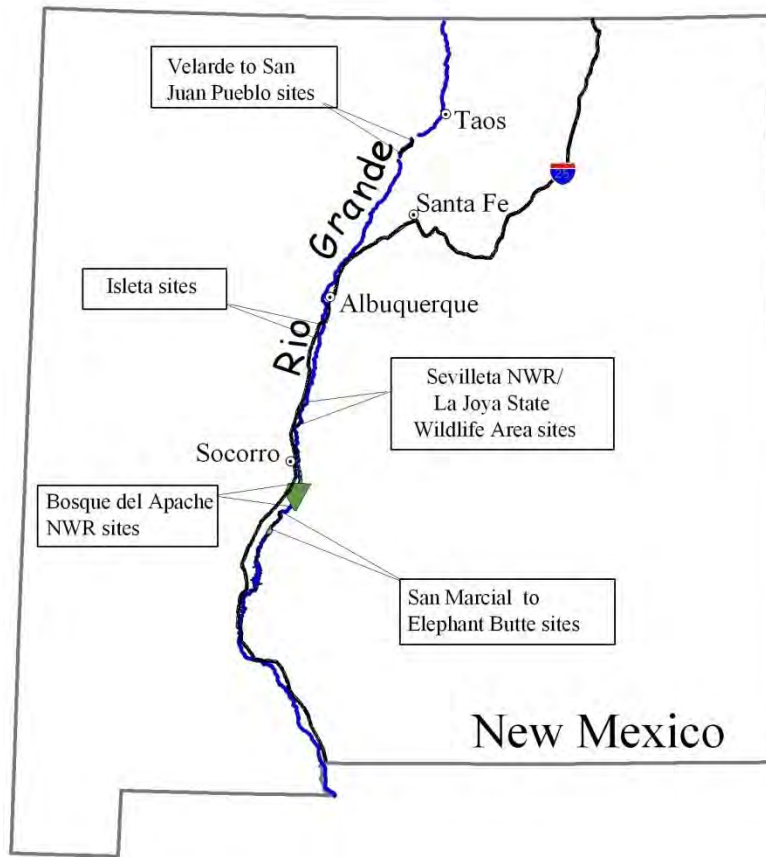 Velarde to San
Juan Pueblo sites
Taos
25
Santa Fe
Rio Grande
Isleta sites
Albuquerque
Sevilleta NWR/
La Joya State
Wildlife Area sites
Socorro
Bosque del Apache
NWR sites
San Marcial to
Elephant Butte sites
New Mexico